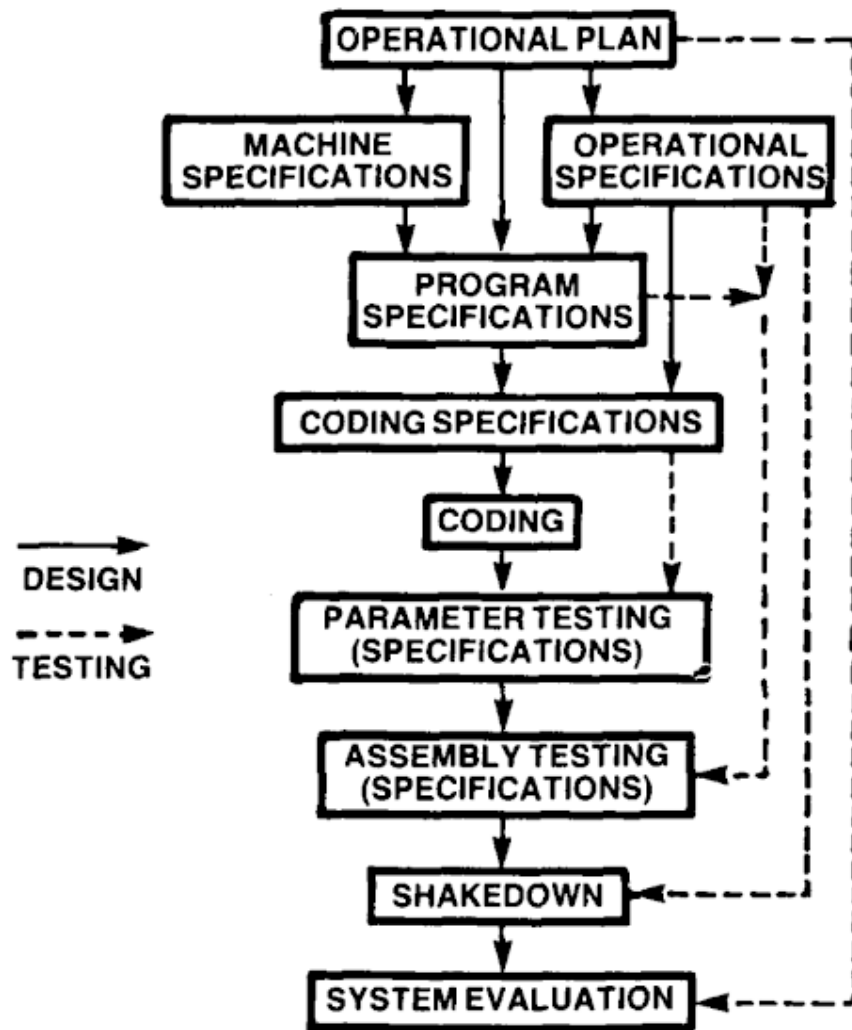 OPERATIONAL PLAN
MACHINE
SPECIFICATIONS
OPERATIONAL
SPECIFICATIONS
PROGRAM
SPECIFICATIONS
CODING SPECIFICATIONS
CODING
DESIGN
TESTING
PARAMETER TESTING
(SPECIFICATIONS)
ASSEMBLY TESTING
(SPECIFICATIONS)
SHAKEDOWN
SYSTEM EVALUATION